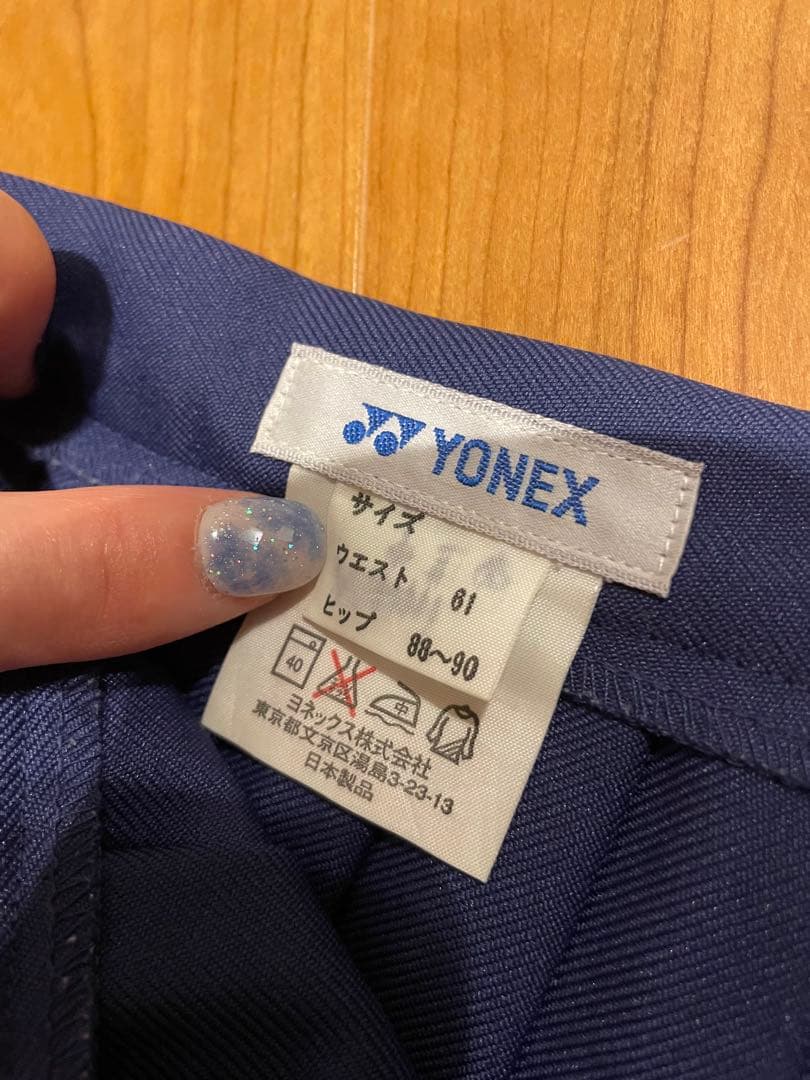 YONEX
サイズ
ウエスト 61
ヒップ 88〜90
40
中
ヨネックス株式会社
東京都文京区湯島3-23-13
日本製品